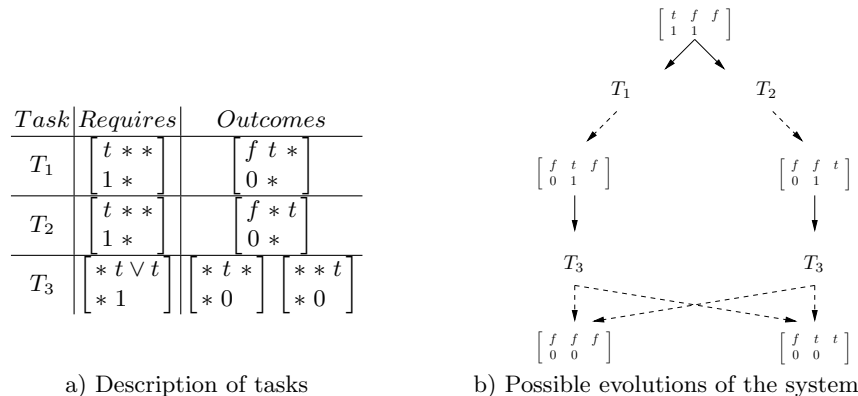 Task Requires Outcomes
T₁ [t * * / 1 *] [f t * / 0 *]
T₂ [t * * / 1 *] [f * t / 0 *]
T₃ [* t ∨ t / * 1] [* t * / * 0] [* * t / * 0]
a) Description of tasks
[t f f / 1 1]
T₁ T₂
[f t f / 0 1] [f f t / 0 1]
T₃ T₃
[f f f / 0 0] [f t t / 0 0]
b) Possible evolutions of the system